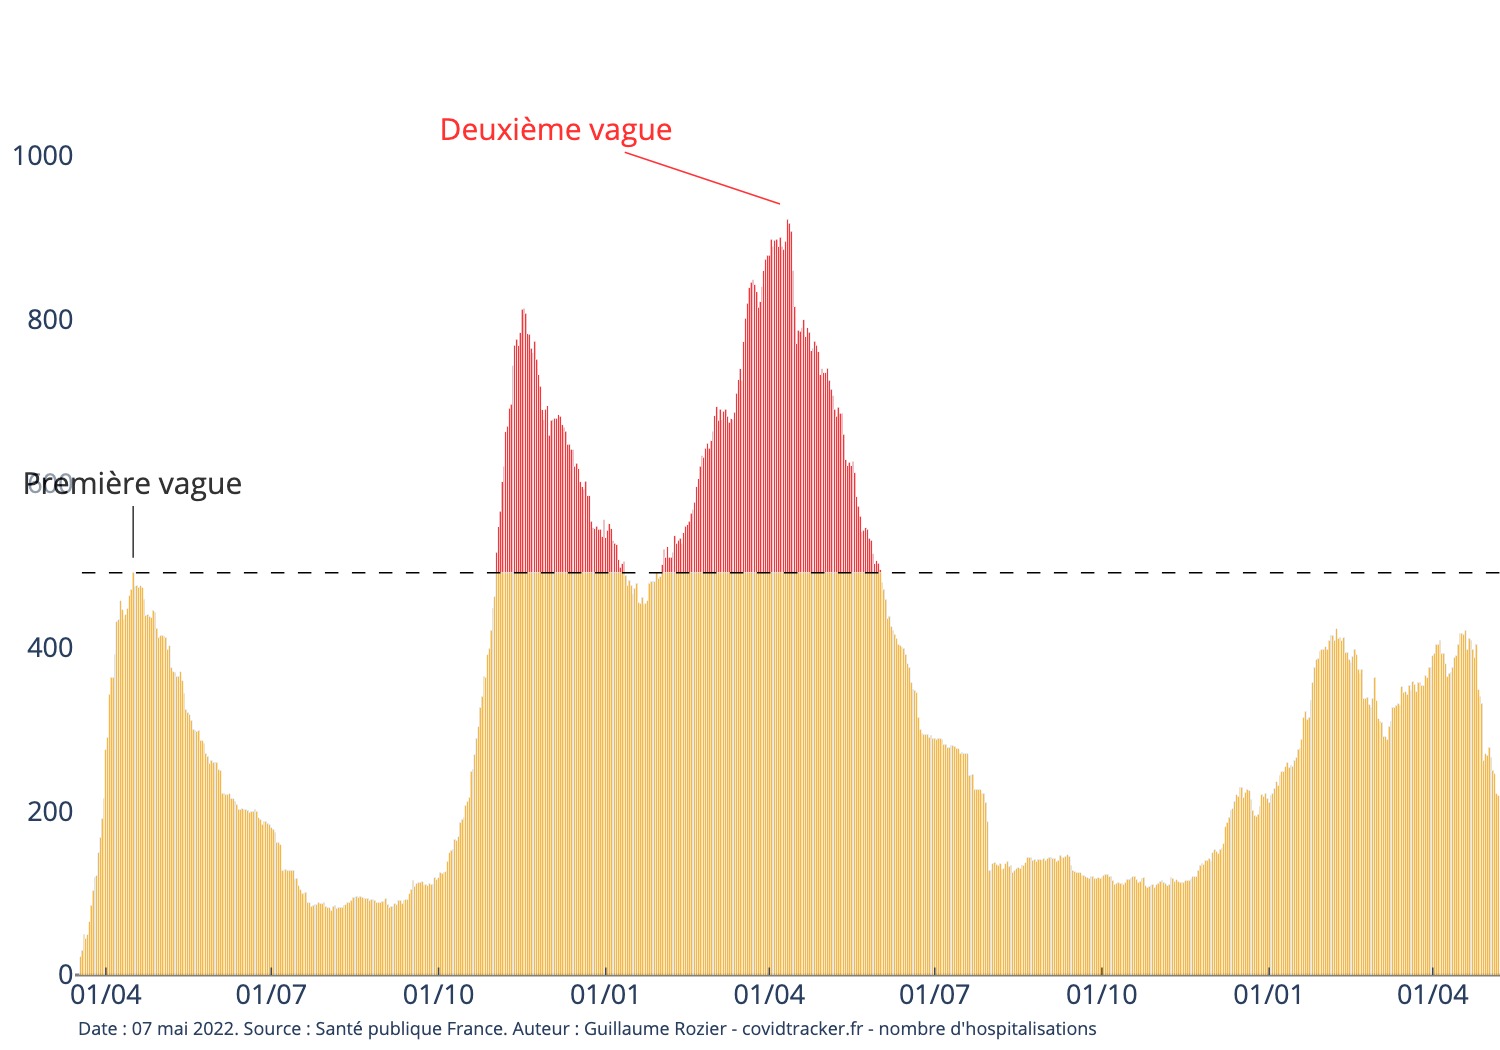 Deuxième vague
1000
800
600
Première vague
400
200
0
01/04 01/07 01/10 01/01 01/04 01/07 01/10 01/01 01/04
Date : 07 mai 2022. Source : Santé publique France. Auteur : Guillaume Rozier - covidtracker.fr - nombre d'hospitalisations